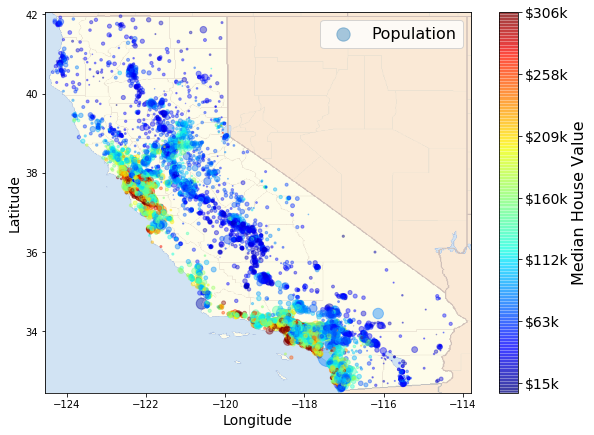 42
40
38
36
34
Latitude
−124
−122
−120
−118
−116
−114
Longitude
Population
$306k
$258k
$209k
$160k
$112k
$63k
$15k
Median House Value